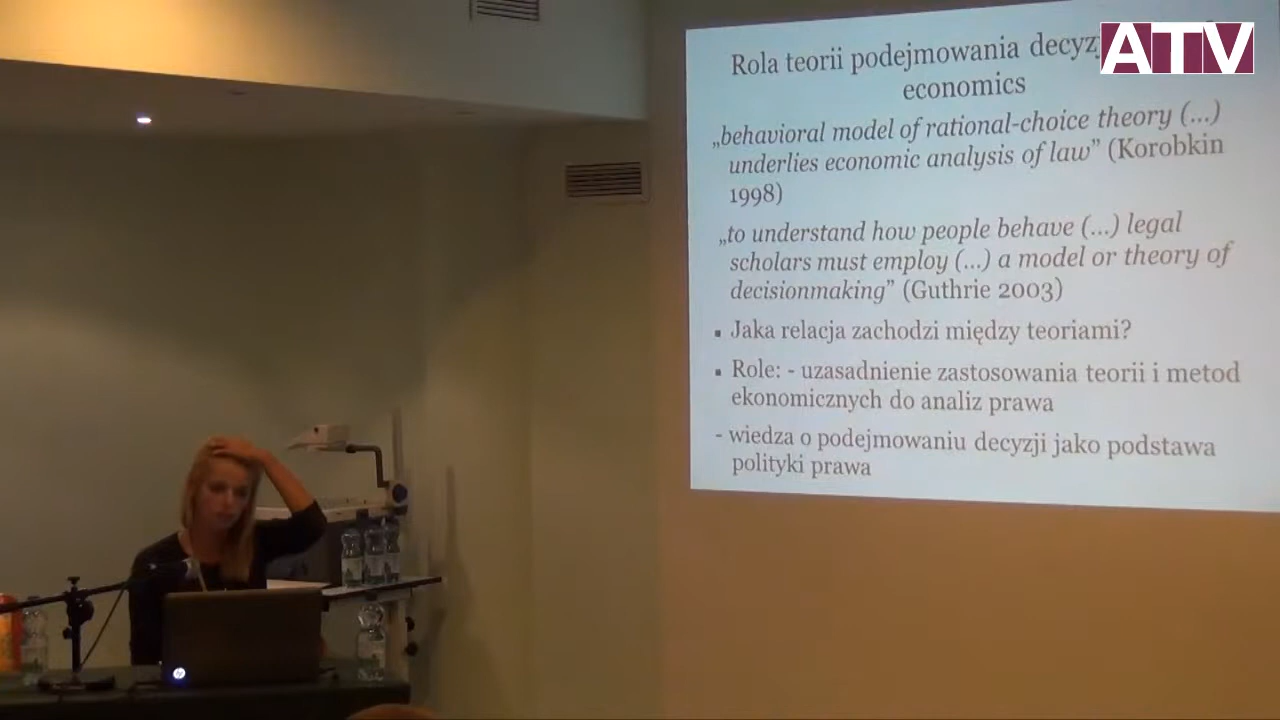 ATV
Rola teorii podejmowania
economics
„behavioral model of rational-choice theory (...)
underlies economic analysis of law” (Korobkin
1998)
„to understand how people behave (...) legal
scholars must employ (...) a model or theory of
decisionmaking” (Guthrie 2003)
▪ Jaka relacja zachodzi między teoriami?
▪ Role: - uzasadnienie zastosowania teorii i metod
ekonomicznych do analiz prawa
- wiedza o podejmowaniu decyzji jako podstawa
polityki prawa
hp